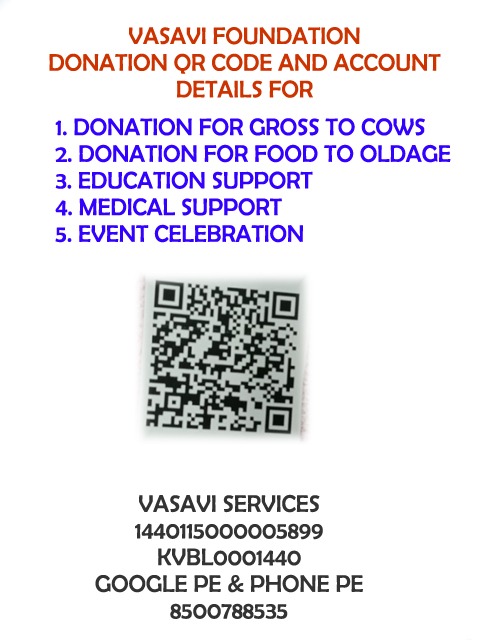 VASAVI FOUNDATION
DONATION QR CODE AND ACCOUNT
DETAILS FOR
1. DONATION FOR GROSS TO COWS
2. DONATION FOR FOOD TO OLDAGE
3. EDUCATION SUPPORT
4. MEDICAL SUPPORT
5. EVENT CELEBRATION
VASAVI SERVICES
1440115000005899
KVBL0001440
GOOGLE PE & PHONE PE
8500788535